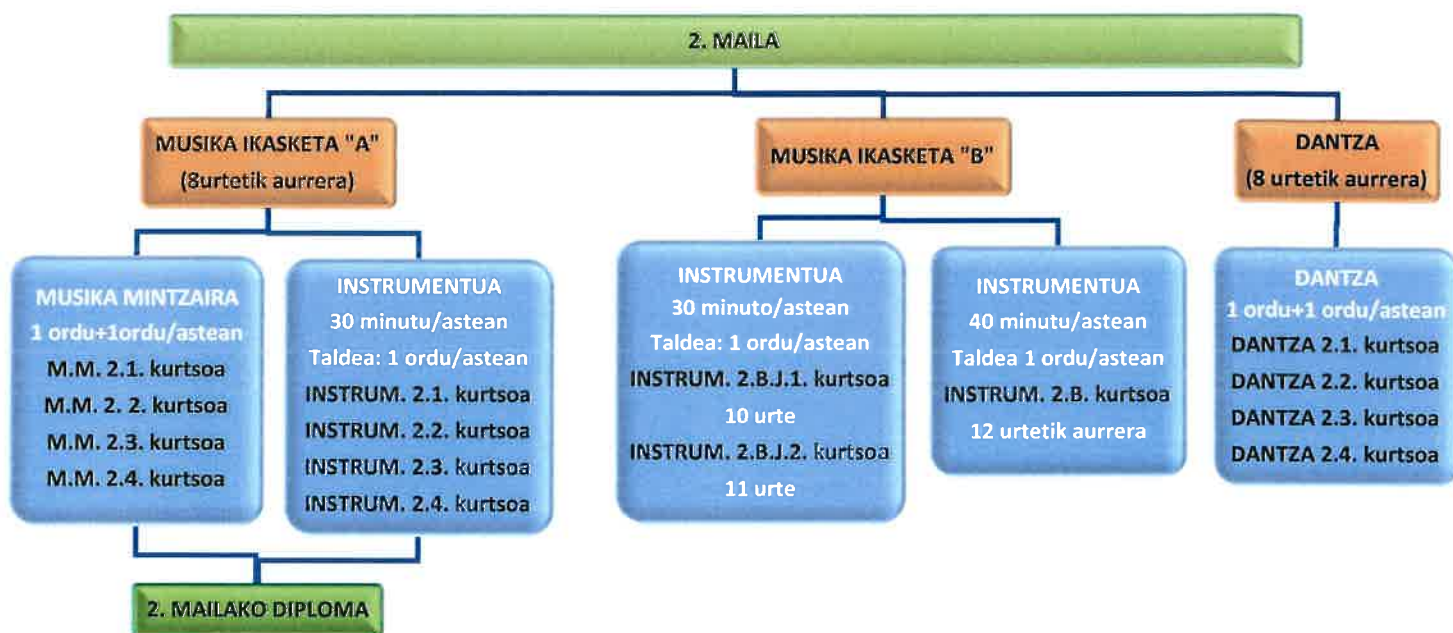 2. MAILA
MUSIKA IKASKETA "A"
(8urtetik aurrera)
MUSIKA IKASKETA "B"
DANTZA
(8 urtetik aurrera)
MUSIKA MINTZAIRA
1 ordu+1ordu/astean
M.M. 2.1. kurtsoa
M.M. 2. 2. kurtsoa
M.M. 2.3. kurtsoa
M.M. 2.4. kurtsoa
INSTRUMENTUA
30 minutu/astean
Taldea: 1 ordu/astean
INSTRUM. 2.1. kurtsoa
INSTRUM. 2.2. kurtsoa
INSTRUM. 2.3. kurtsoa
INSTRUM. 2.4. kurtsoa
INSTRUMENTUA
30 minuto/astean
Taldea: 1 ordu/astean
INSTRUM. 2.B.J.1. kurtsoa
10 urte
INSTRUM. 2.B.J.2. kurtsoa
11 urte
INSTRUMENTUA
40 minutu/astean
Taldea 1 ordu/astean
INSTRUM. 2.B. kurtsoa
12 urtetik aurrera
DANTZA
1 ordu+1 ordu/astean
DANTZA 2.1. kurtsoa
DANTZA 2.2. kurtsoa
DANTZA 2.3. kurtsoa
DANTZA 2.4. kurtsoa
2. MAILAKO DIPLOMA